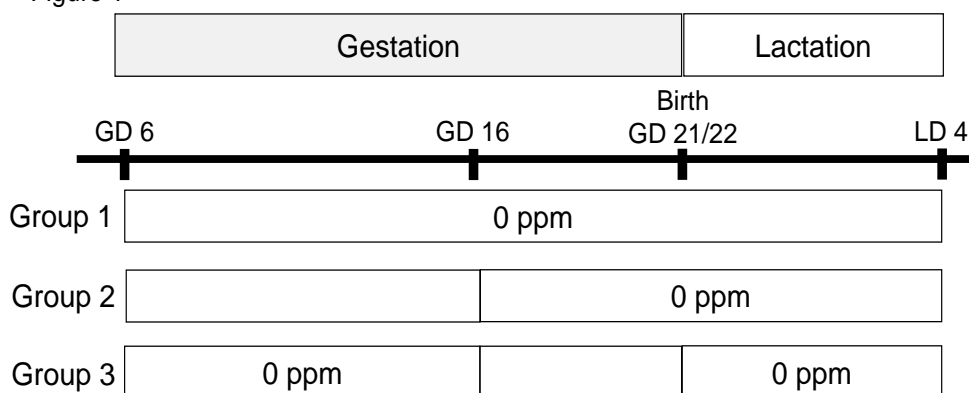 Gestation Lactation
Birth
GD 6 GD 16 GD 21/22 LD 4
Group 1 0 ppm
Group 2 0 ppm
Group 3 0 ppm 0 ppm